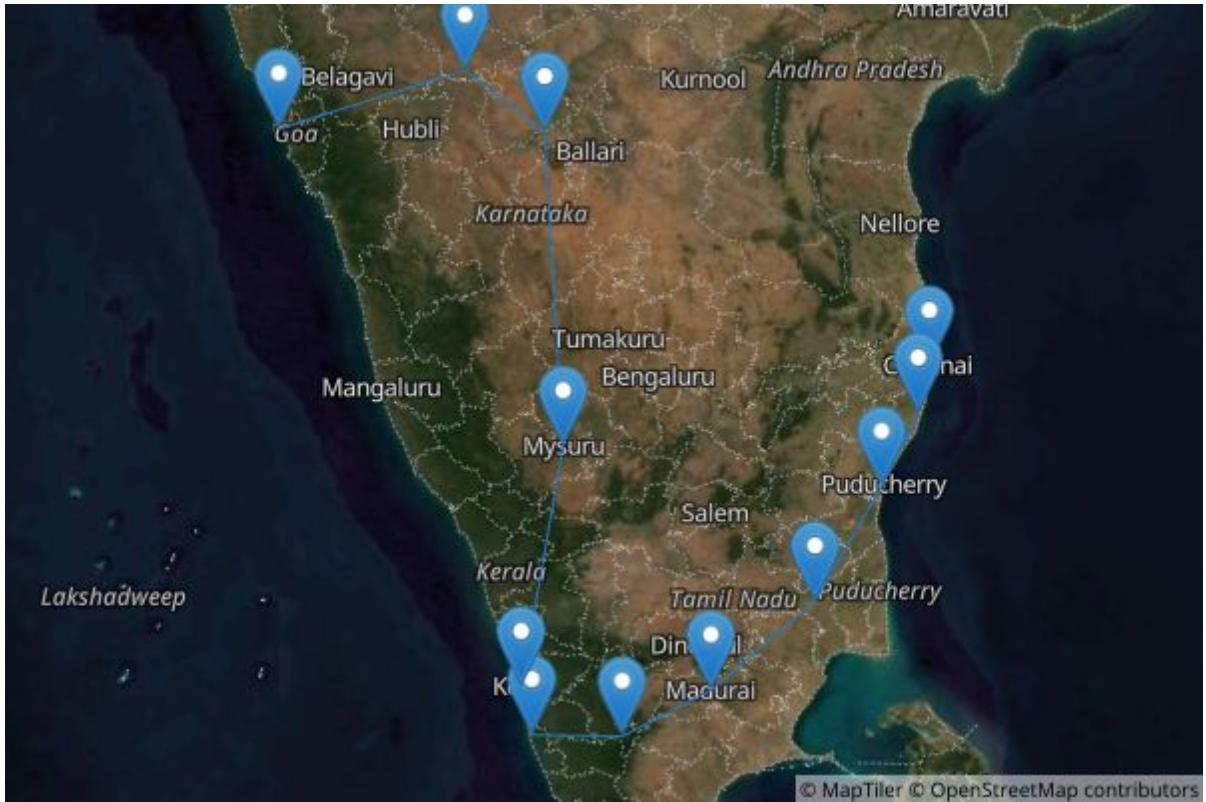 Amaravati
Belagavi
Kurnool
Andhra Pradesh
Goa
Hubli
Ballari
Karnataka
Nellore
Tumakuru
Bengaluru
Mangaluru
Mysuru
Puducherry
Salem
Kerala
Lakshadweep
Tamil Nadu
Puducherry
Madurai
© MapTiler © OpenStreetMap contributors